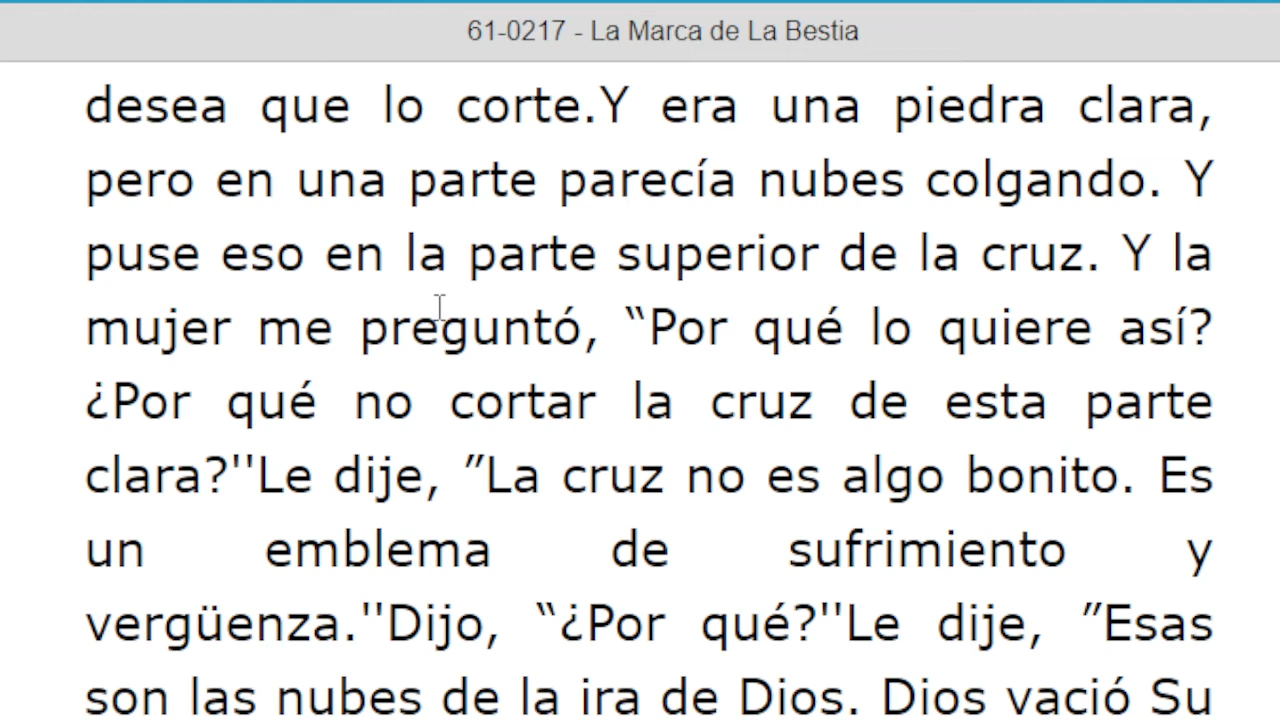 61-0217 - La Marca de La Bestia
desea que lo corte.Y era una piedra clara,
pero en una parte parecía nubes colgando. Y
puse eso en la parte superior de la cruz. Y la
mujer me preguntó, “Por qué lo quiere así?
¿Por qué no cortar la cruz de esta parte
clara?''Le dije, ”La cruz no es algo bonito. Es
un emblema de sufrimiento y
vergüenza.''Dijo, “¿Por qué?''Le dije, ”Esas
son las nubes de la ira de Dios. Dios vació Su